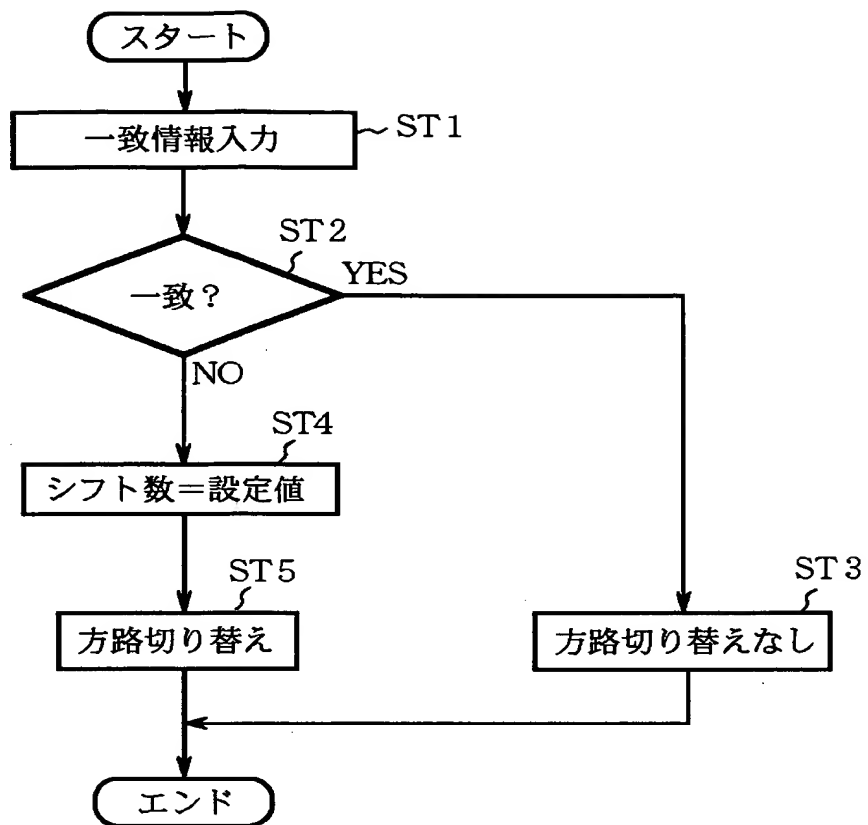 スタート
一致情報入力
ST1
ST2
一致？
YES
NO
ST4
シフト数＝設定値
ST5
方路切り替え
ST3
方路切り替えなし
エンド